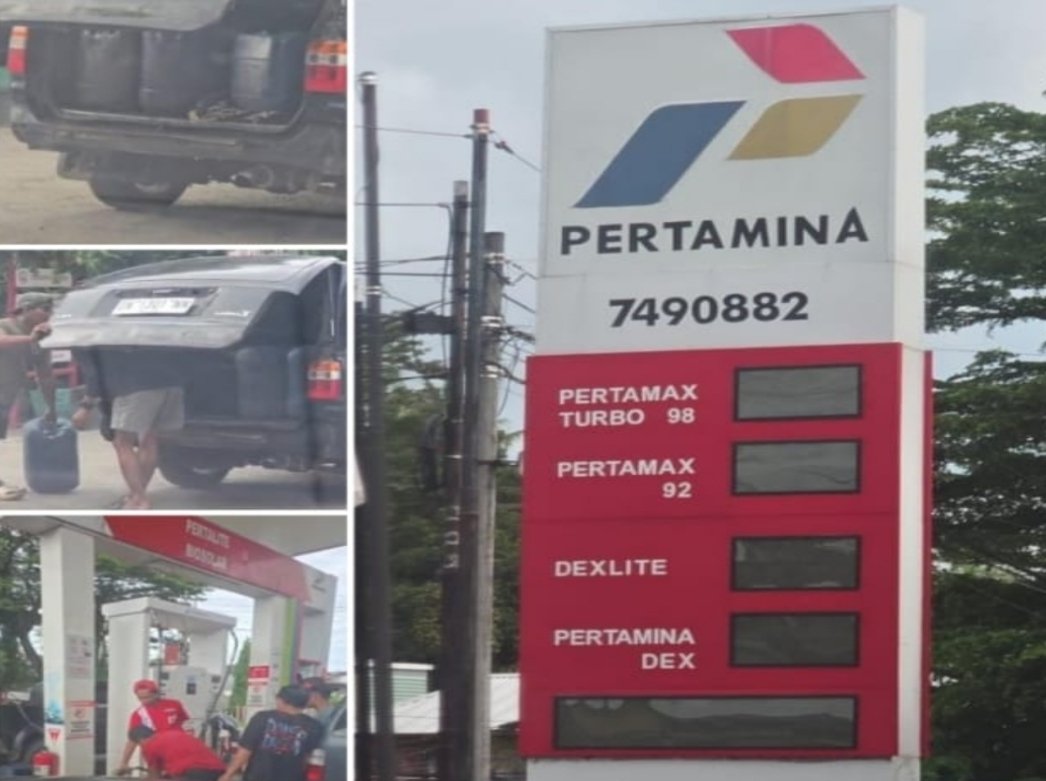 PERTAMINA
7490882
PERTAMAX
TURBO 98
PERTAMAX
92
DEXLITE
PERTAMINA
DEX
PERTALITE
BIOSOLAR